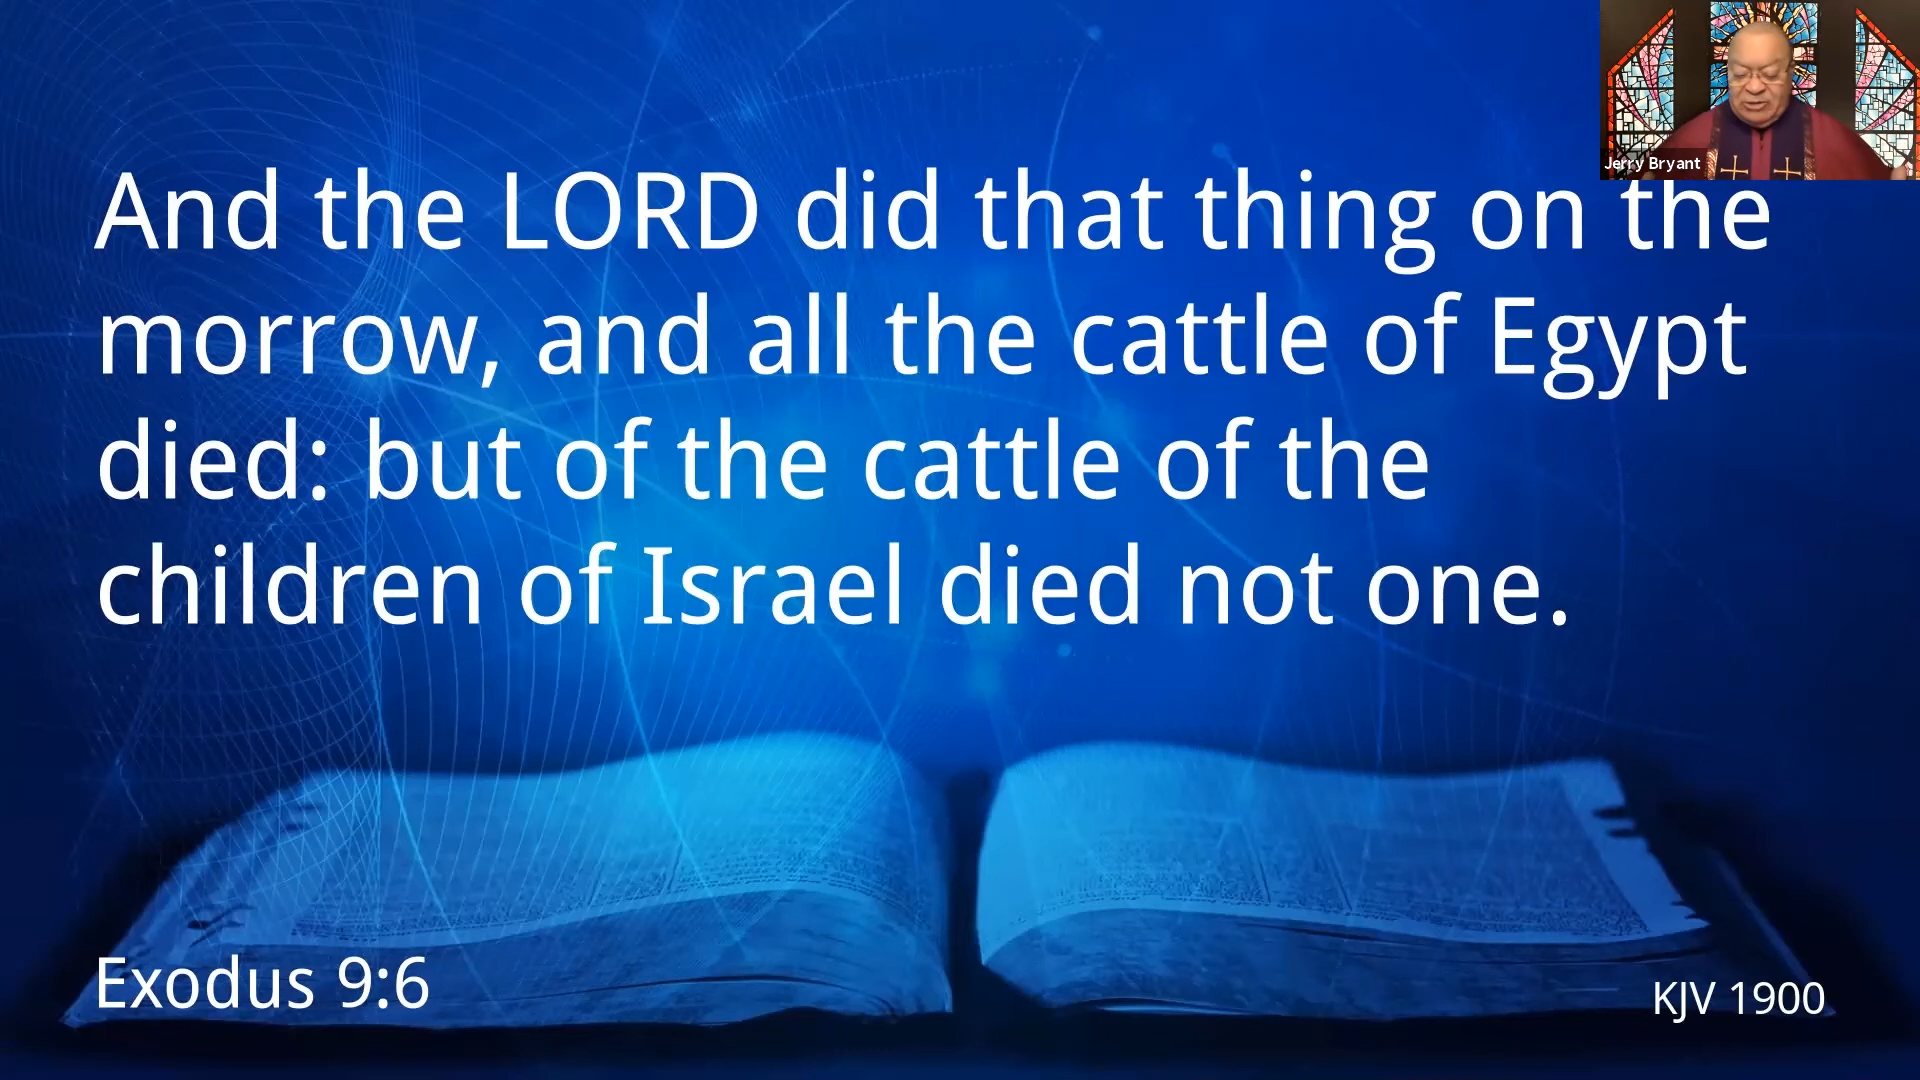 Jerry Bryant
And the LORD did that thing on the
morrow, and all the cattle of Egypt
died: but of the cattle of the
children of Israel died not one.
Exodus 9:6
KJV 1900